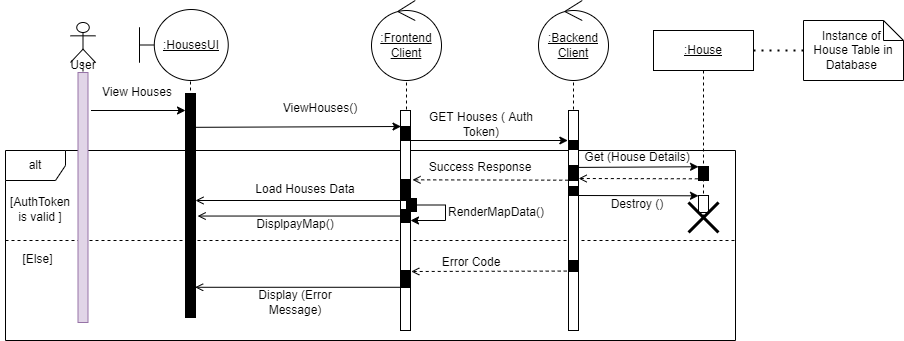 :HousesUI
:Frontend
Client
:Backend
Client
:House
Instance of
House Table in
Database
User
View Houses
ViewHouses()
GET Houses ( Auth
Token)
alt
Get (House Details)
Success Response
Load Houses Data
[AuthToken
is valid ]
Destroy ()
RenderMapData()
DisplpayMap()
[Else]
Error Code
Display (Error
Message)